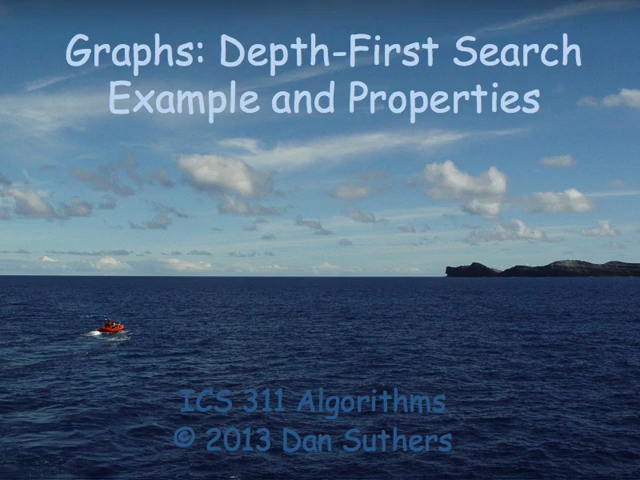 Graphs: Depth-First Search
Example and Properties
ICS 311 Algorithms
© 2013 Dan Suthers